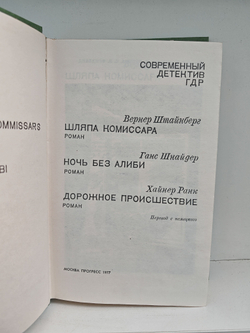 OMMISSARS
BI
СОВРЕМЕННЫЙ
ДЕТЕКТИВ
ГДР
Вернер Штайнберг
ШЛЯПА КОМИССАРА
РОМАН
Ганс Шнайдер
НОЧЬ БЕЗ АЛИБИ
РОМАН
Хайнер Ранк
ДОРОЖНОЕ ПРОИСШЕСТВИЕ
РОМАН
Перевод с немецкого
МОСКВА ПРОГРЕСС 1977